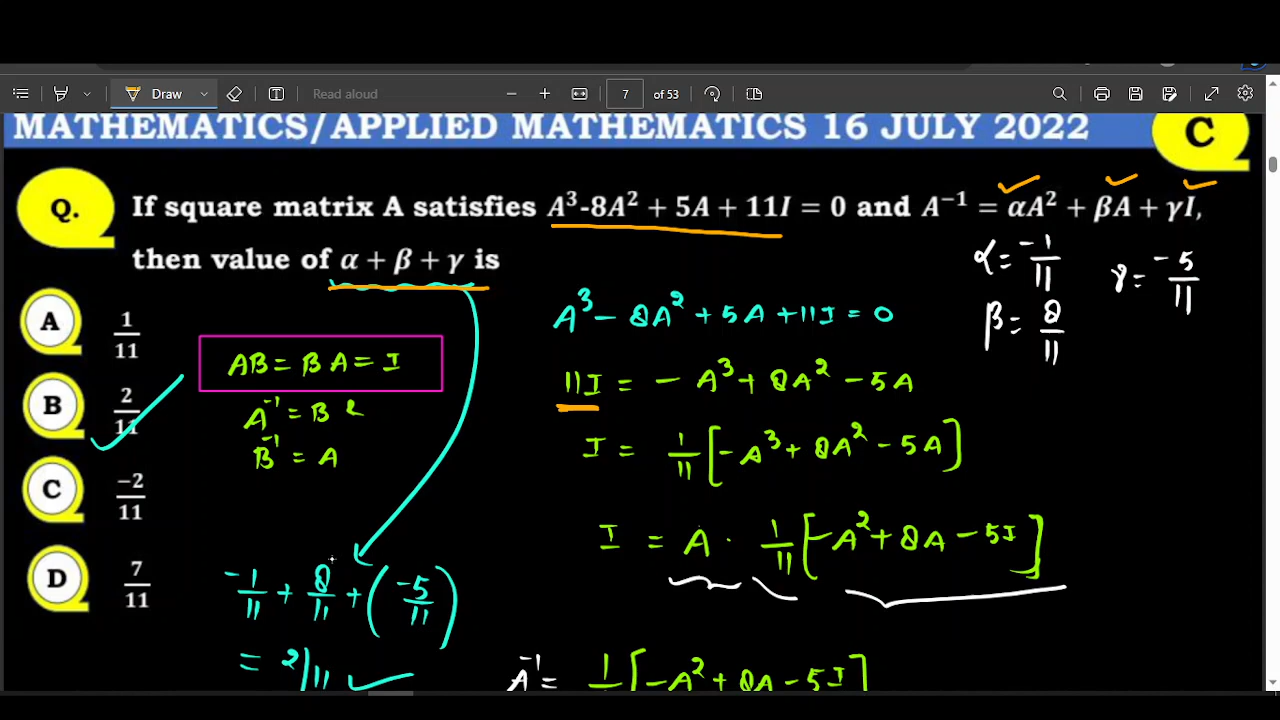 Draw
Read aloud
7 of 53
MATHEMATICS/APPLIED MATHEMATICS 16 JULY 2022
C
Q. If square matrix A satisfies A³-8A² + 5A + 11I = 0 and A⁻¹ = αA² + βA + γI,
then value of α + β + γ is
α = -1/11
γ = -5/11
β = 8/11
A 1/11
B 2/11
C -2/11
D 7/11
AB = BA = I
A⁻¹ = B &
B⁻¹ = A
A³ - 8A² + 5A + 11I = 0
11I = - A³ + 8A² - 5A
I = 1/11 [-A³ + 8A² - 5A]
I = A · 1/11 [-A² + 8A - 5I]
-1/11 + 8/11 + (-5/11)
= 2/11
A⁻¹ = 1/11 [-A² + 8A - 5I]